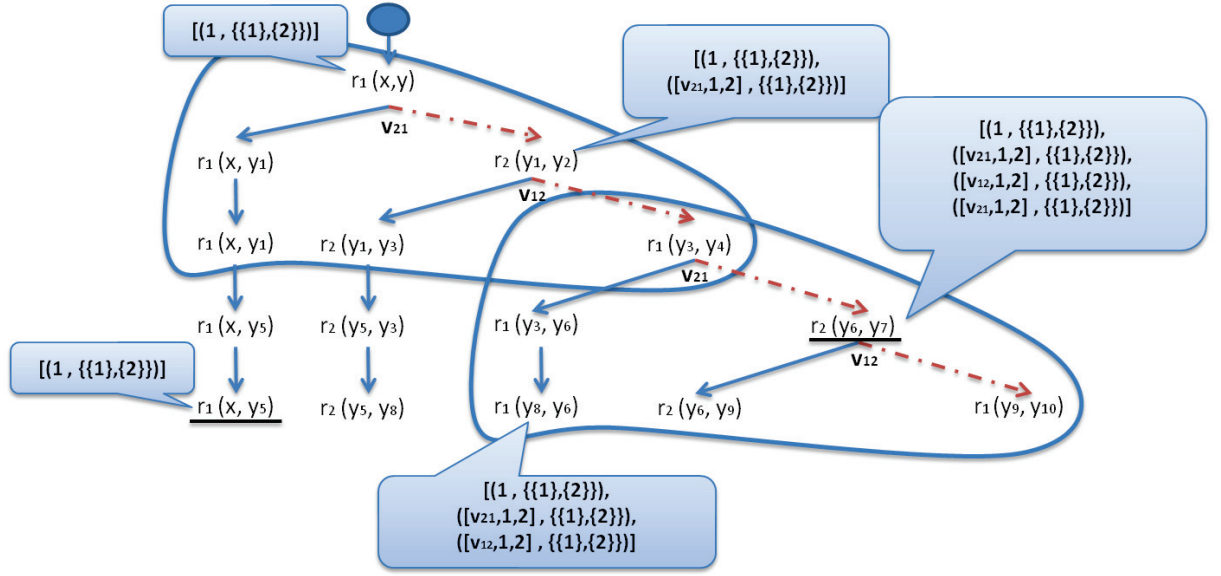 [(1 , {{1},{2}})]
r₁ (x,y)
[(1 , {{1},{2}}),
([v₂₁,1,2] , {{1},{2}})]
v₂₁
[(1 , {{1},{2}}),
([v₂₁,1,2] , {{1},{2}}),
([v₁₂,1,2] , {{1},{2}}),
([v₂₁,1,2] , {{1},{2}})]
r₁ (x, y₁)
r₂ (y₁, y₂)
v₁₂
r₁ (x, y₁)
r₂ (y₁, y₃)
r₁ (y₃, y₄)
v₂₁
r₁ (x, y₅)
r₂ (y₅, y₃)
r₁ (y₃, y₆)
r₂ (y₆, y₇)
v₁₂
[(1 , {{1},{2}})]
r₁ (x, y₅)
r₂ (y₅, y₈)
r₁ (y₈, y₆)
r₂ (y₆, y₉)
r₁ (y₉, y₁₀)
[(1 , {{1},{2}}),
([v₂₁,1,2] , {{1},{2}}),
([v₁₂,1,2] , {{1},{2}})]